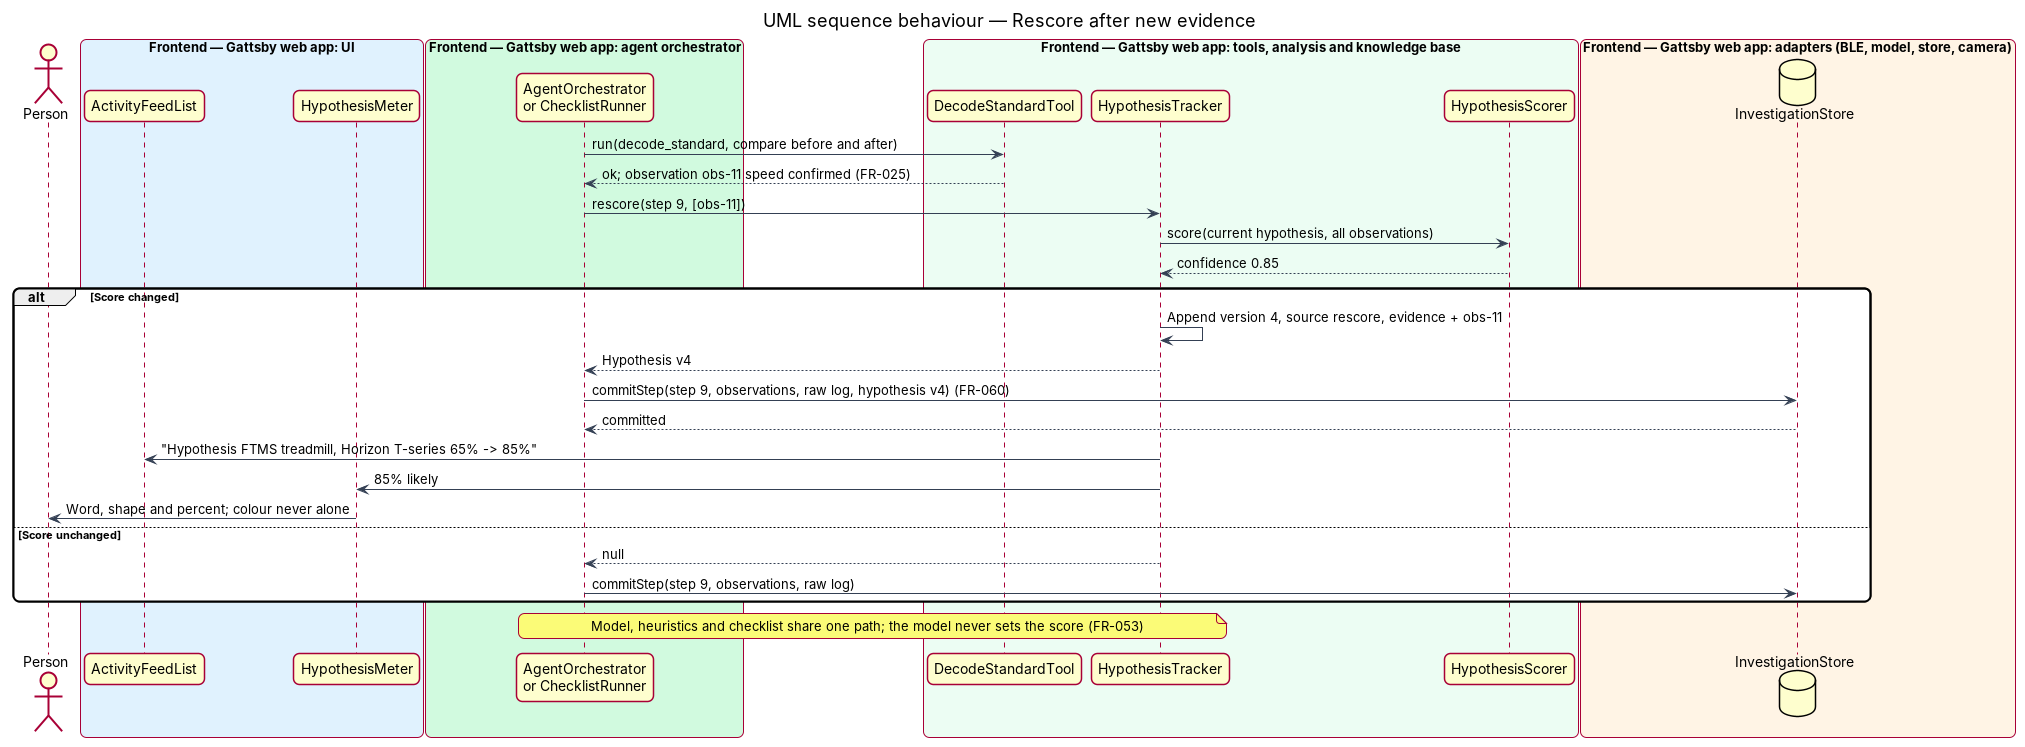 UML sequence behaviour — Rescore after new evidence
Frontend — Gattsby web app: UI
Frontend — Gattsby web app: agent orchestrator
Frontend — Gattsby web app: tools, analysis and knowledge base
Frontend — Gattsby web app: adapters (BLE, model, store, camera)
Person
ActivityFeedList
HypothesisMeter
AgentOrchestrator
or ChecklistRunner
DecodeStandardTool
HypothesisTracker
HypothesisScorer
InvestigationStore
run(decode_standard, compare before and after)
ok; observation obs-11 speed confirmed (FR-025)
rescore(step 9, [obs-11])
score(current hypothesis, all observations)
confidence 0.85
alt
[Score changed]
Append version 4, source rescore, evidence + obs-11
Hypothesis v4
commitStep(step 9, observations, raw log, hypothesis v4) (FR-060)
committed
"Hypothesis FTMS treadmill, Horizon T-series 65% -> 85%"
85% likely
Word, shape and percent; colour never alone
[Score unchanged]
null
commitStep(step 9, observations, raw log)
Model, heuristics and checklist share one path; the model never sets the score (FR-053)
Person
ActivityFeedList
HypothesisMeter
AgentOrchestrator
or ChecklistRunner
DecodeStandardTool
HypothesisTracker
HypothesisScorer
InvestigationStore